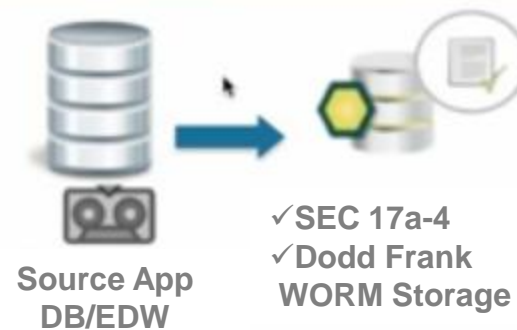 Source App
DB/EDW
✓SEC 17a-4
✓Dodd Frank
WORM Storage